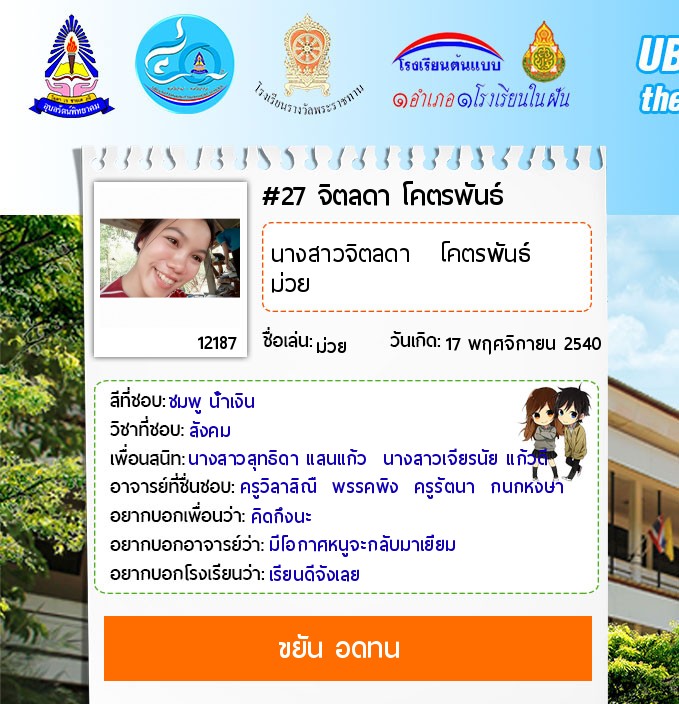 อุบลรัตน์พิทยาคม
โรงเรียนรางวัลพระราชทาน
โรงเรียนต้นแบบ
๑อำเภอ๑โรงเรียนในฝัน
UB
the
#27 จิตลดา โคตรพันธ์
นางสาวจิตลดา โคตรพันธ์
ม่วย
12187
ชื่อเล่น: ม่วย วันเกิด: 17 พฤศจิกายน 2540
สีที่ชอบ: ชมพู น้ำเงิน
วิชาที่ชอบ: สังคม
เพื่อนสนิท: นางสาวสุทธิดา แสนแก้ว นางสาวเจียรนัย แก้วดี
อาจารย์ที่ชื่นชอบ: ครูวิลาสิณี พรรคพิง ครูรัตนา กนกหงษา
อยากบอกเพื่อนว่า: คิดถึงนะ
อยากบอกอาจารย์ว่า: มีโอกาศหนูจะกลับมาเยียม
อยากบอกโรงเรียนว่า: เรียนดีจังเลย
ขยัน อดทน